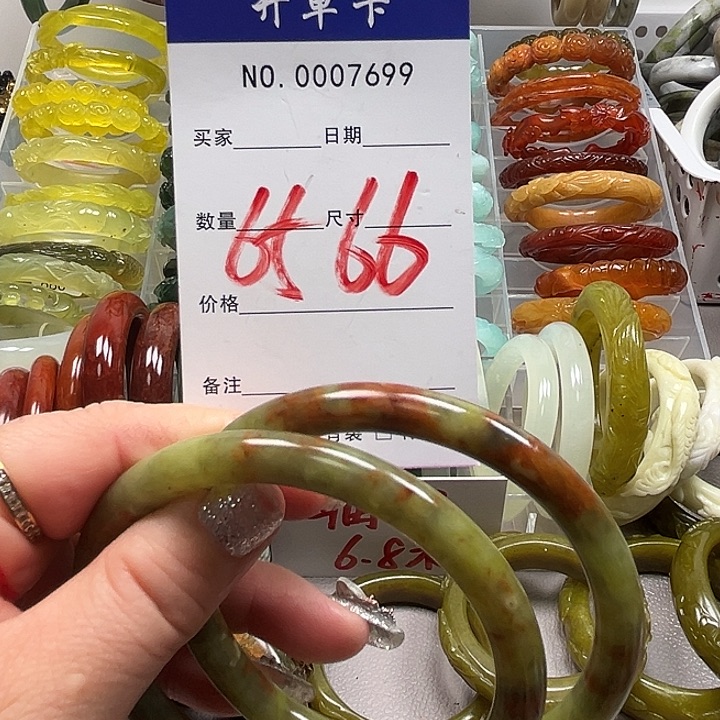 开单卡
NO.0007699
买家 日期
数量 尺寸
65 66
价格
备注
6-8